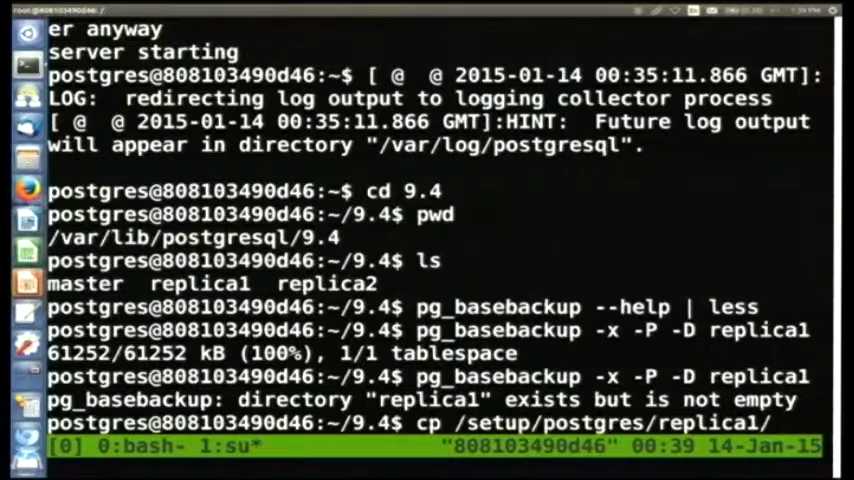 root@808103490d46: /
1:39 PM
er anyway
server starting
postgres@808103490d46:~$ [ @  @ 2015-01-14 00:35:11.866 GMT]:
LOG:  redirecting log output to logging collector process
[ @  @ 2015-01-14 00:35:11.866 GMT]:HINT:  Future log output
will appear in directory "/var/log/postgresql".
postgres@808103490d46:~$ cd 9.4
postgres@808103490d46:~/9.4$ pwd
/var/lib/postgresql/9.4
postgres@808103490d46:~/9.4$ ls
master  replica1  replica2
postgres@808103490d46:~/9.4$ pg_basebackup --help | less
postgres@808103490d46:~/9.4$ pg_basebackup -x -P -D replica1
61252/61252 kB (100%), 1/1 tablespace
postgres@808103490d46:~/9.4$ pg_basebackup -x -P -D replica1
pg_basebackup: directory "replica1" exists but is not empty
postgres@808103490d46:~/9.4$ cp /setup/postgres/replica1/
[0] 0:bash- 1:su* "808103490d46" 00:39 14-Jan-15